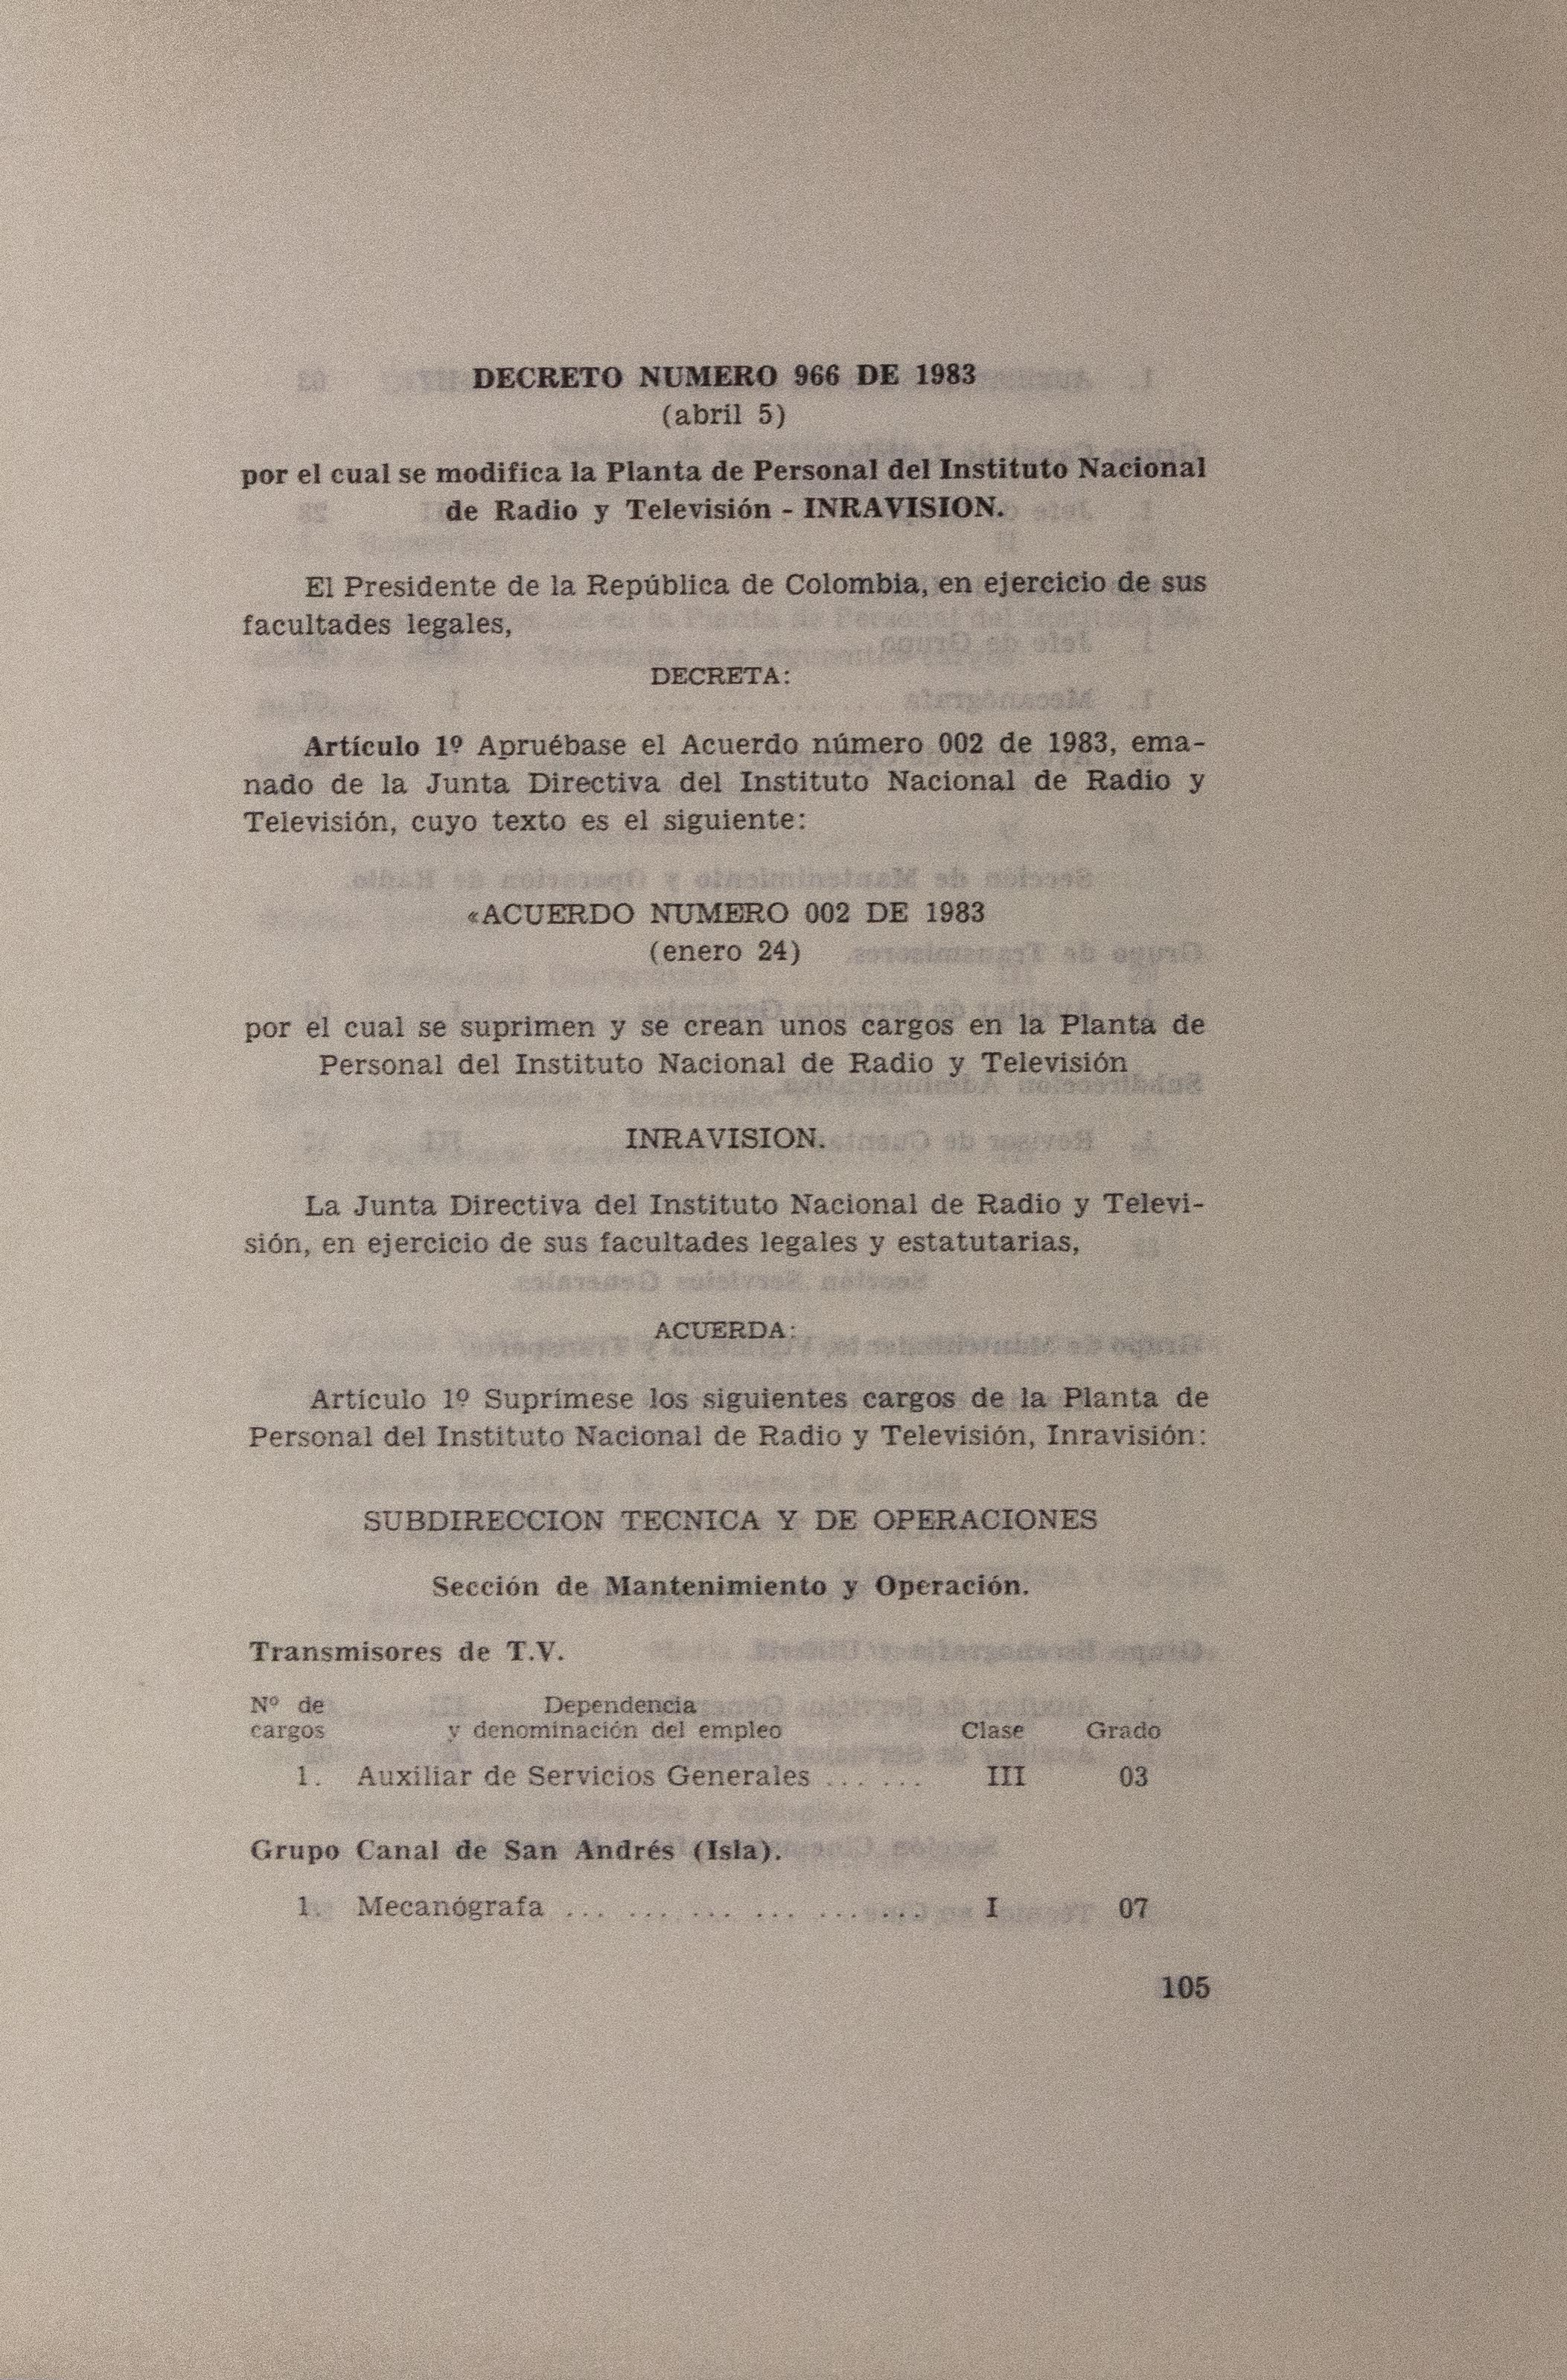 DECRETO NUMERO 966 DE 1983
(abril 5)
por el cual se modifica la Planta de Personal del Instituto Nacional
de Radio y Televisión - INRAVISION.
El Presidente de la República de Colombia, en ejercicio de sus
facultades legales,
DECRETA:
Artículo 1º Apruébase el Acuerdo número 002 de 1983, ema-
nado de la Junta Directiva del Instituto Nacional de Radio y
Televisión, cuyo texto es el siguiente:
«ACUERDO NUMERO 002 DE 1983
(enero 24)
por el cual se suprimen y se crean unos cargos en la Planta de
Personal del Instituto Nacional de Radio y Televisión
INRAVISION.
La Junta Directiva del Instituto Nacional de Radio y Televi-
sión, en ejercicio de sus facultades legales y estatutarias,
ACUERDA:
Artículo 1º Suprímese los siguientes cargos de la Planta de
Personal del Instituto Nacional de Radio y Televisión, Inravisión:
SUBDIRECCION TECNICA Y DE OPERACIONES
Sección de Mantenimiento y Operación.
Transmisores de T.V.
Nº de Dependencia
cargos y denominación del empleo Clase Grado
1. Auxiliar de Servicios Generales ... ... III 03
Grupo Canal de San Andrés (Isla).
1. Mecanógrafa ... ... ... ... ... ... I 07
105